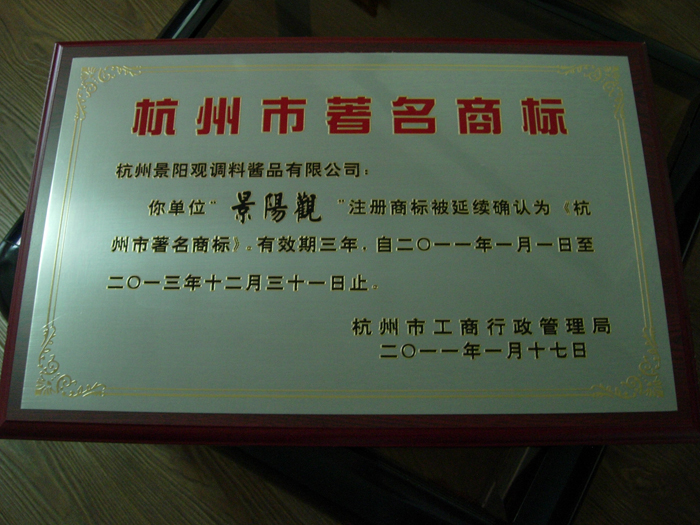 杭州市著名商标
杭州景阳观调料酱品有限公司：
你单位“景陽觀”注册商标被延续确认为《杭
州市著名商标》。有效期三年，自二〇一一年一月一日至
二〇一三年十二月三十一日止。
杭州市工商行政管理局
二〇一一年一月十七日